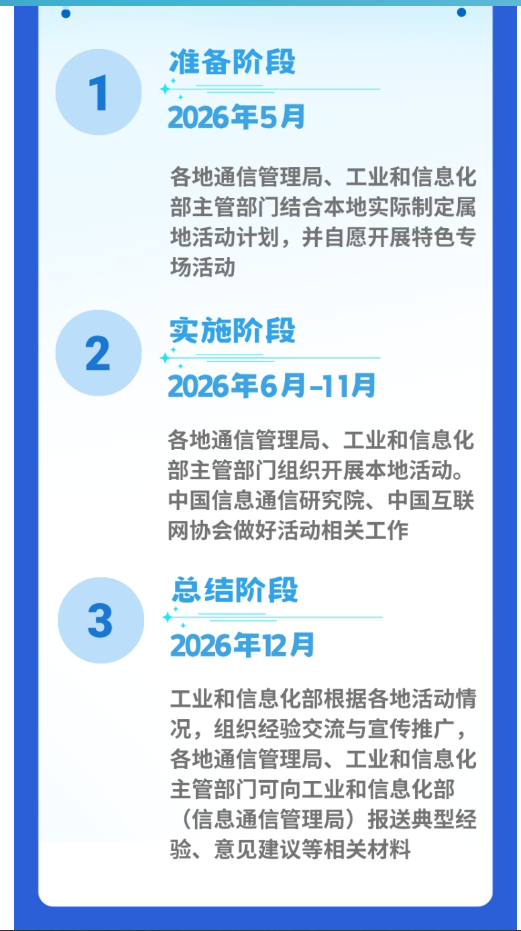 1
准备阶段
2026年5月
各地通信管理局、工业和信息化
部主管部门结合本地实际制定属
地活动计划，并自愿开展特色专
场活动
2
实施阶段
2026年6月-11月
各地通信管理局、工业和信息化
部主管部门组织开展本地活动。
中国信息通信研究院、中国互联
网协会做好活动相关工作
3
总结阶段
2026年12月
工业和信息化部根据各地活动情
况，组织经验交流与宣传推广，
各地通信管理局、工业和信息化
主管部门可向工业和信息化部
（信息通信管理局）报送典型经
验、意见建议等相关材料